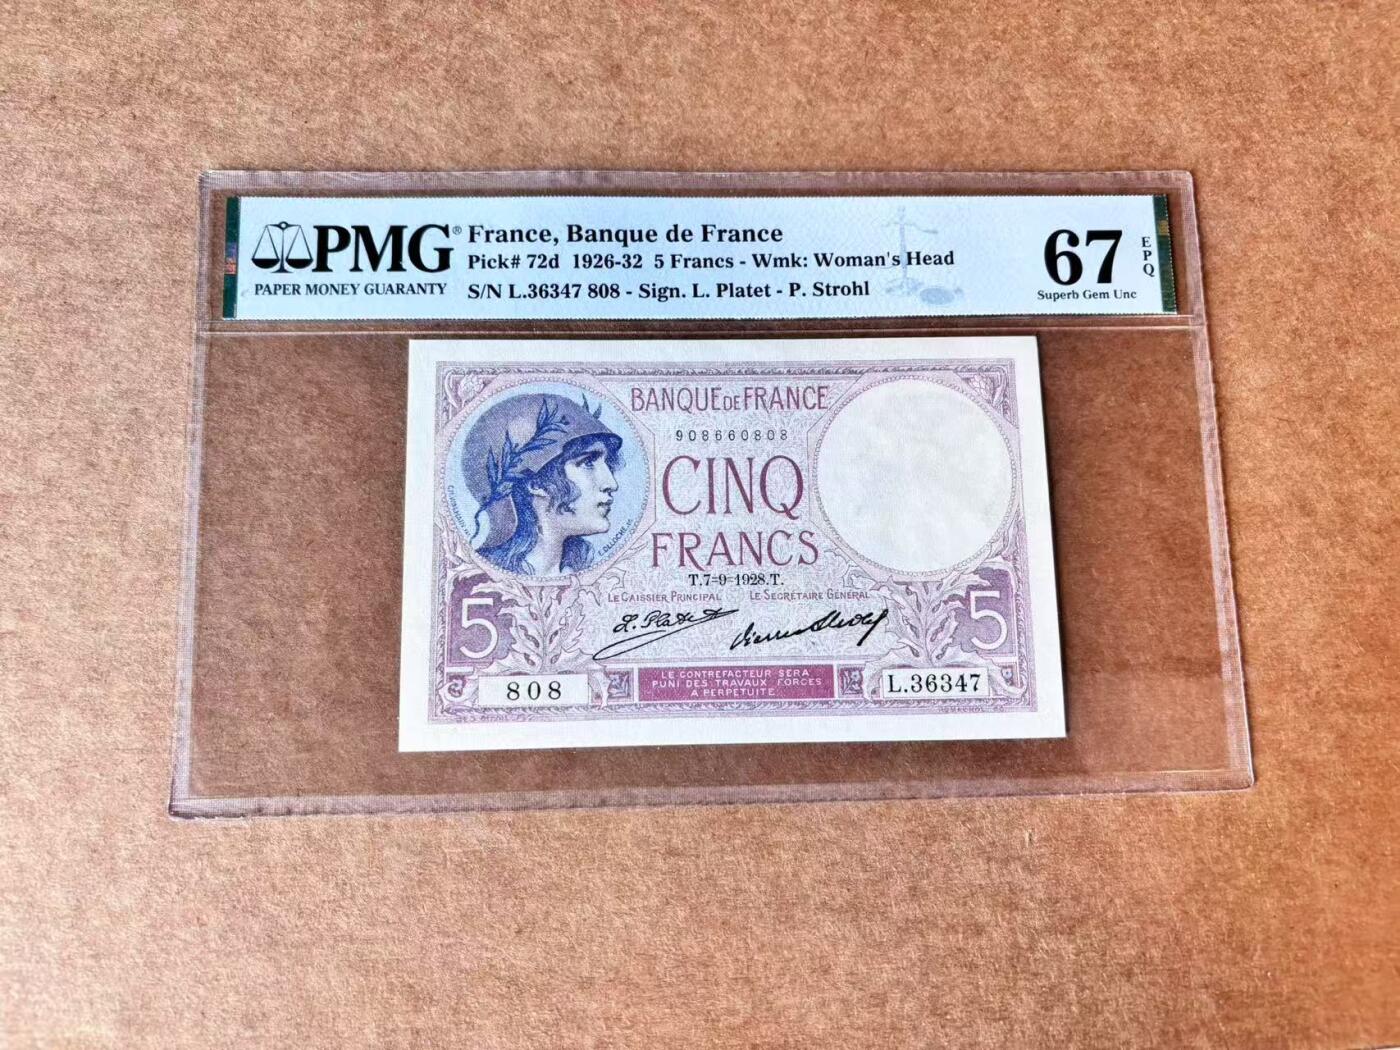 PMG®
PAPER MONEY GUARANTY
France, Banque de France
Pick# 72d 1926-32 5 Francs - Wmk: Woman's Head
S/N L.36347 808 - Sign. L. Platet - P. Strohl
67
EPQ
Superb Gem Unc
BANQUE DE FRANCE
908660808
CINQ
FRANCS
T.7=9=1928.T.
LE CAISSIER PRINCIPAL LE SECRÉTAIRE GÉNÉRAL
L. Platet
5 5
LE CONTREFACTEUR SERA
PUNI DES TRAVAUX FORCÉS
A PERPÉTUITÉ
808 L.36347